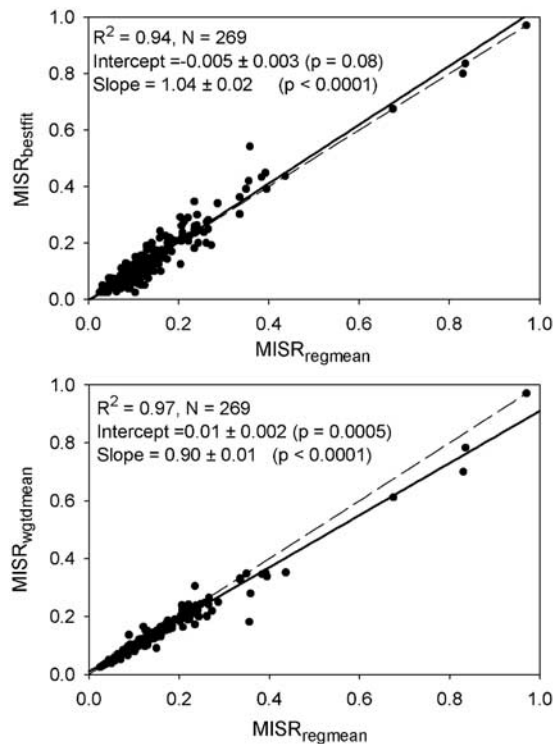 R² = 0.94, N = 269
Intercept =-0.005 ± 0.003 (p = 0.08)
Slope = 1.04 ± 0.02 (p < 0.0001)
MISR_bestfit
1.0
0.8
0.6
0.4
0.2
0.0
0.0 0.2 0.4 0.6 0.8 1.0
MISR_regmean
R² = 0.97, N = 269
Intercept =0.01 ± 0.002 (p = 0.0005)
Slope = 0.90 ± 0.01 (p < 0.0001)
MISR_wgtdmean
1.0
0.8
0.6
0.4
0.2
0.0
0.0 0.2 0.4 0.6 0.8 1.0
MISR_regmean